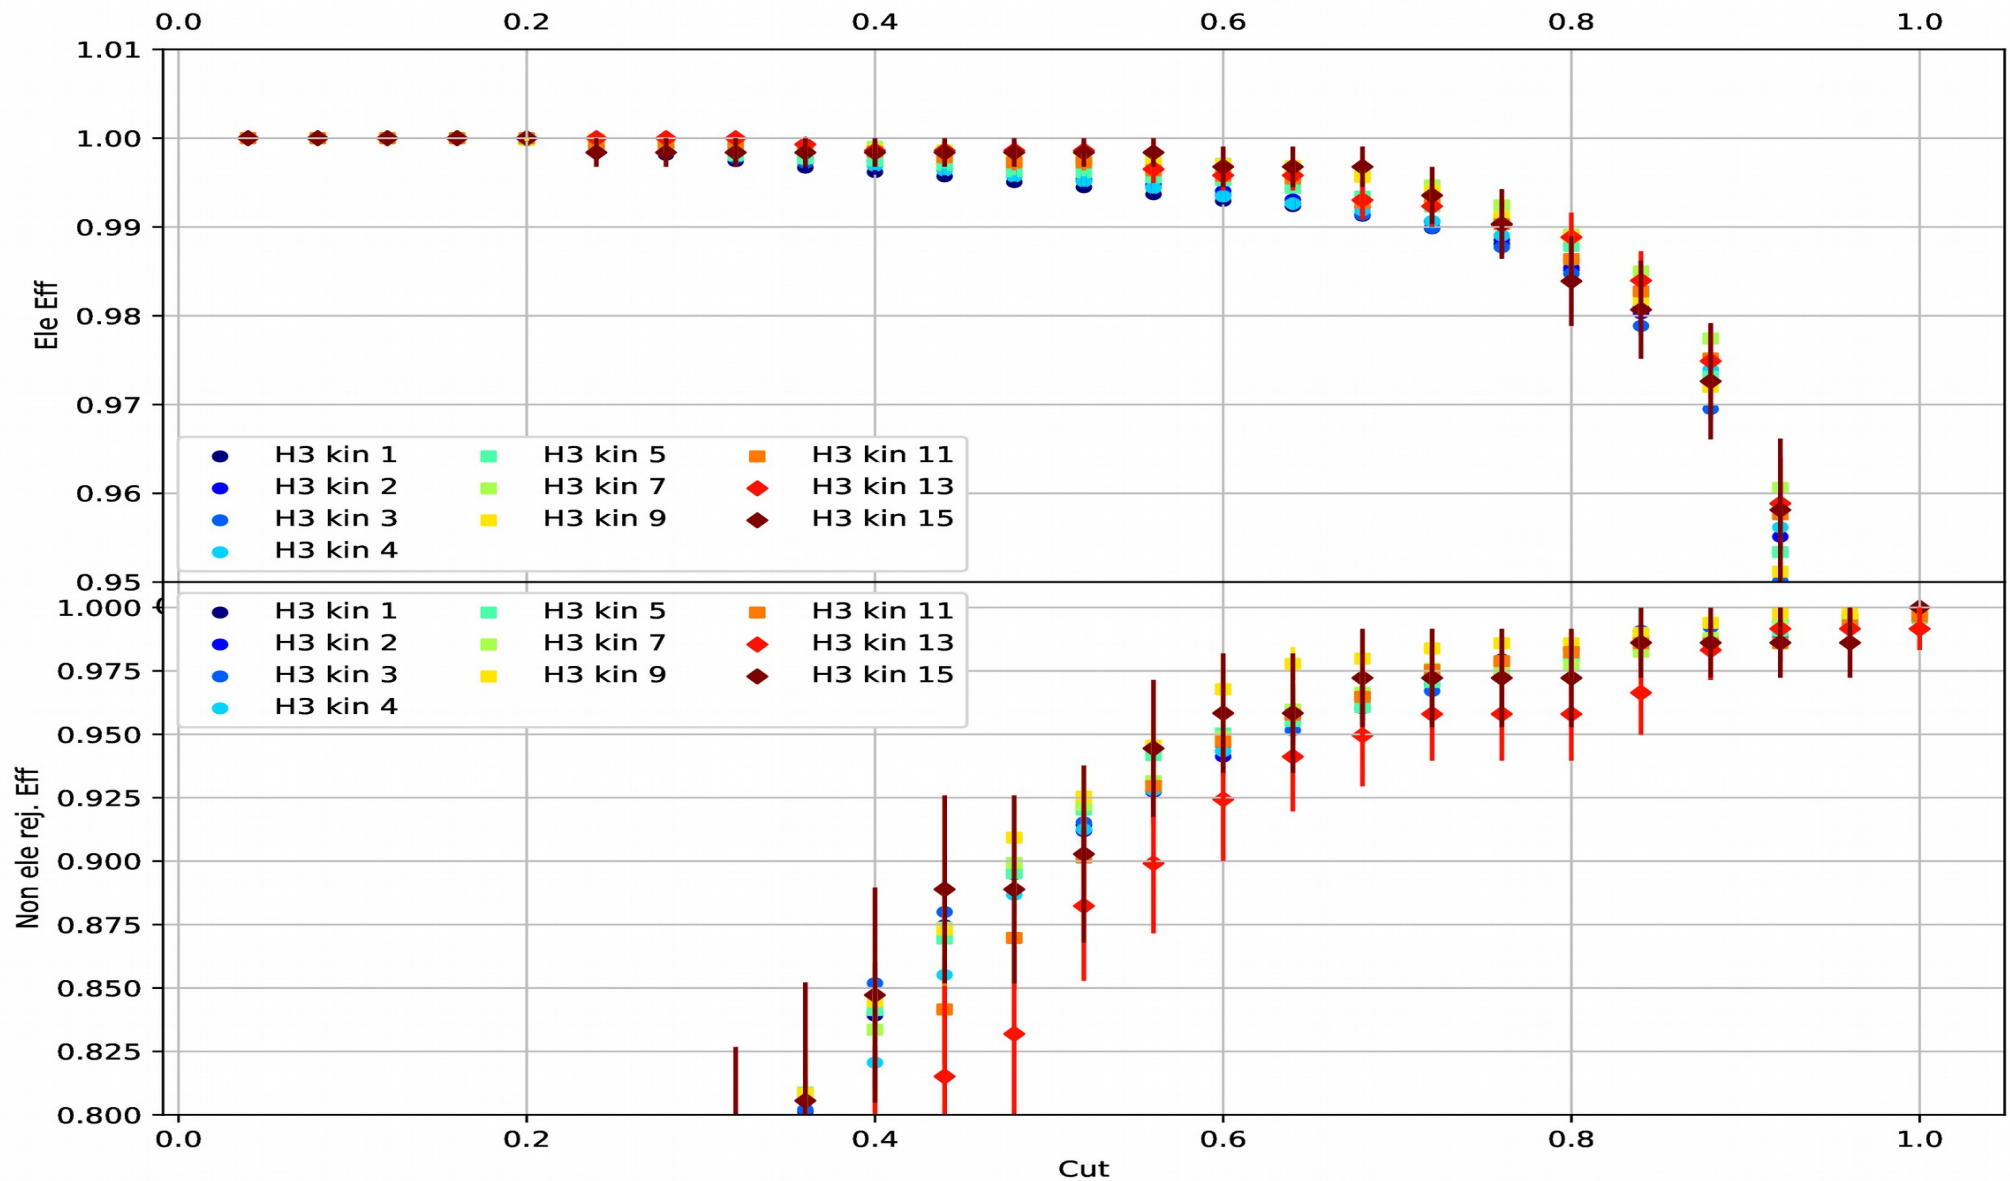 0.0 0.2 0.4 0.6 0.8 1.0
1.01
1.00
0.99
0.98
0.97
0.96
0.95
Ele Eff
H3 kin 1 H3 kin 5 H3 kin 11
H3 kin 2 H3 kin 7 H3 kin 13
H3 kin 3 H3 kin 9 H3 kin 15
H3 kin 4
1.000
0.975
0.950
0.925
0.900
0.875
0.850
0.825
0.800
Non ele rej. Eff
H3 kin 1 H3 kin 5 H3 kin 11
H3 kin 2 H3 kin 7 H3 kin 13
H3 kin 3 H3 kin 9 H3 kin 15
H3 kin 4
0.0 0.2 0.4 0.6 0.8 1.0
Cut